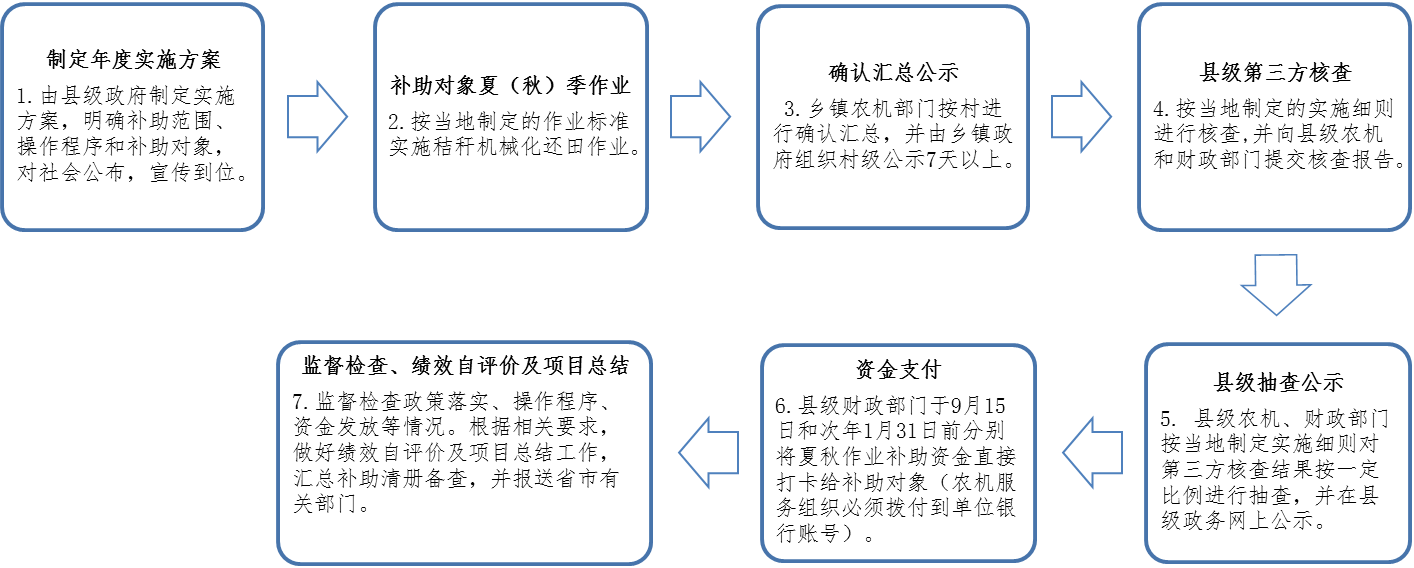 制定年度实施方案
1.由县级政府制定实施
方案，明确补助范围、
操作程序和补助对象，
对社会公布，宣传到位。
补助对象夏（秋）季作业
2.按当地制定的作业标准
实施秸秆机械化还田作业。
确认汇总公示
3.乡镇农机部门按村进
行确认汇总，并由乡镇政
府组织村级公示7天以上。
县级第三方核查
4.按当地制定的实施细则
进行核查,并向县级农机
和财政部门提交核查报告。
县级抽查公示
5. 县级农机、财政部门
按当地制定实施细则对
第三方核查结果按一定
比例进行抽查，并在县
级政务网上公示。
资金支付
6.县级财政部门于9月15
日和次年1月31日前分别
将夏秋作业补助资金直接
打卡给补助对象（农机服
务组织必须拨付到单位银
行账号）。
监督检查、绩效自评价及项目总结
7.监督检查政策落实、操作程序、
资金发放等情况。根据相关要求，
做好绩效自评价及项目总结工作，
汇总补助清册备查，并报送省市有
关部门。